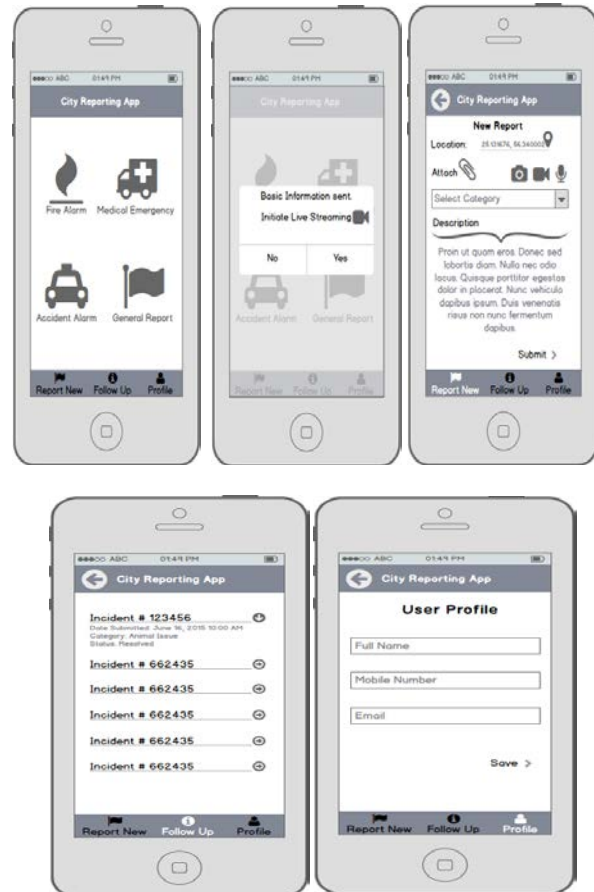 ABC 01:49 PM
City Reporting App
Fire Alarm Medical Emergency
Accident Alarm General Report
Report New Follow Up Profile
ABC 01:49 PM
City Reporting App
Basic Information sent.
Initiate Live Streaming
No Yes
Accident Alarm General Report
Report New Follow Up Profile
ABC 01:49 PM
City Reporting App
New Report
Location:
Attach
Select Category
Description
Proin ut quam eros. Donec sed
lobortis diam. Nulla nec odio
lacus. Quisque porttitor egestas
dolor in placerat. Nunc vehicula
dapibus ipsum. Duis venenatis
risus non nunc fermentum
dapibus.
Submit >
Report New Follow Up Profile
ABC 01:49 PM
City Reporting App
Incident # 123456
Date Submitted: June 16, 2015 10:00 AM
Category: Animal Issue
Status: Resolved
Incident # 662435
Incident # 662435
Incident # 662435
Incident # 662435
Incident # 662435
Report New Follow Up Profile
ABC 01:49 PM
City Reporting App
User Profile
Full Name
Mobile Number
Email
Save >
Report New Follow Up Profile